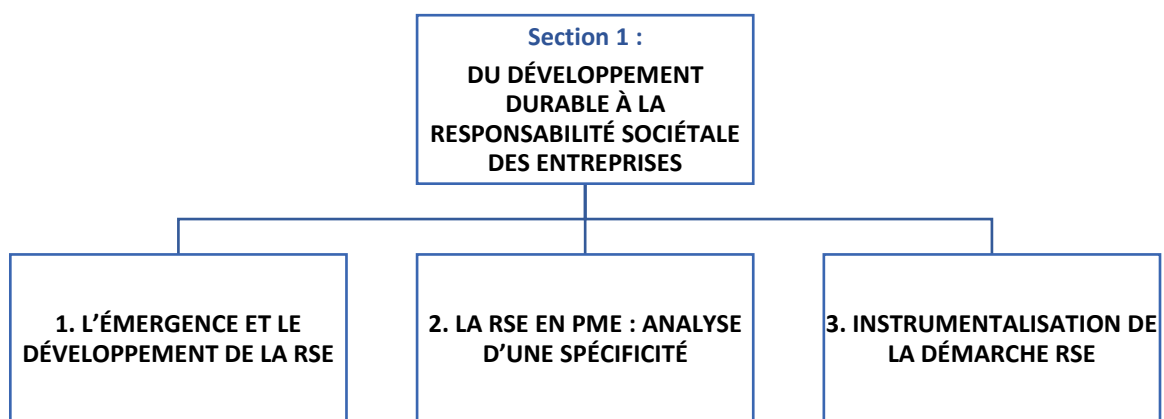 Section 1 :
DU DÉVELOPPEMENT
DURABLE À LA
RESPONSABILITÉ SOCIÉTALE
DES ENTREPRISES
1. L’ÉMERGENCE ET LE
DÉVELOPPEMENT DE LA RSE
2. LA RSE EN PME : ANALYSE
D’UNE SPÉCIFICITÉ
3. INSTRUMENTALISATION DE
LA DÉMARCHE RSE